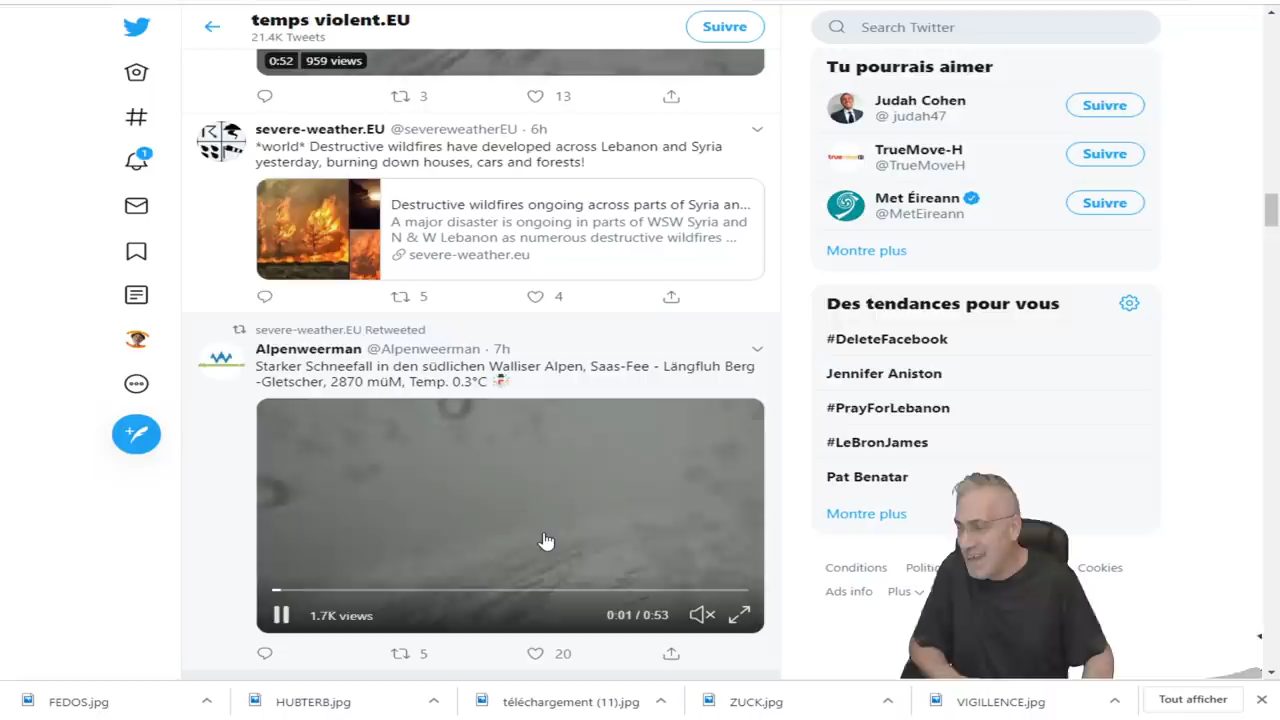 temps violent.EU
21.4K Tweets
Suivre
Search Twitter
0:52 959 views
3 13
severe-weather.EU @severeweatherEU · 6h
*world* Destructive wildfires have developed across Lebanon and Syria
yesterday, burning down houses, cars and forests!
Destructive wildfires ongoing across parts of Syria an...
A major disaster is ongoing in parts of WSW Syria and
N & W Lebanon as numerous destructive wildfires ...
severe-weather.eu
5 4
severe-weather.EU Retweeted
Alpenweerman @Alpenweerman · 7h
Starker Schneefall in den südlichen Walliser Alpen, Saas-Fee - Längfluh Berg
-Gletscher, 2870 müM, Temp. 0.3°C
1.7K views 0:01 / 0:53
5 20
1
Tu pourrais aimer
Judah Cohen
@ judah47
Suivre
TrueMove-H
@TrueMoveH
Suivre
Met Éireann
@MetEireann
Suivre
Montre plus
Des tendances pour vous
#DeleteFacebook
Jennifer Aniston
#PrayForLebanon
#LeBronJames
Pat Benatar
Montre plus
Conditions Cookies
Ads info Plus
FEDOS.jpg HUBTERB.jpg téléchargement (11).jpg ZUCK.jpg VIGILLENCE.jpg Tout afficher